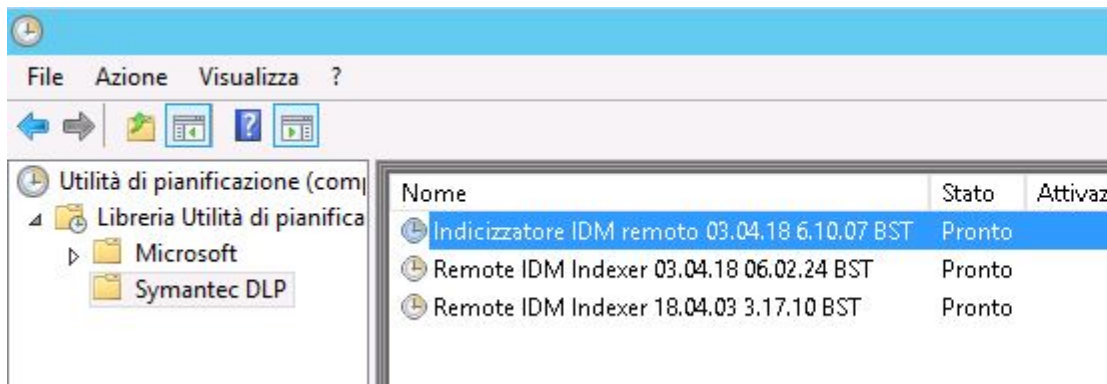 File Azione Visualizza ?
Utilità di pianificazione (com
Libreria Utilità di pianifica
Microsoft
Symantec DLP
Nome Stato Attivaz
Indicizzatore IDM remoto 03.04.18 6.10.07 BST Pronto
Remote IDM Indexer 03.04.18 06.02.24 BST Pronto
Remote IDM Indexer 18.04.03 3.17.10 BST Pronto